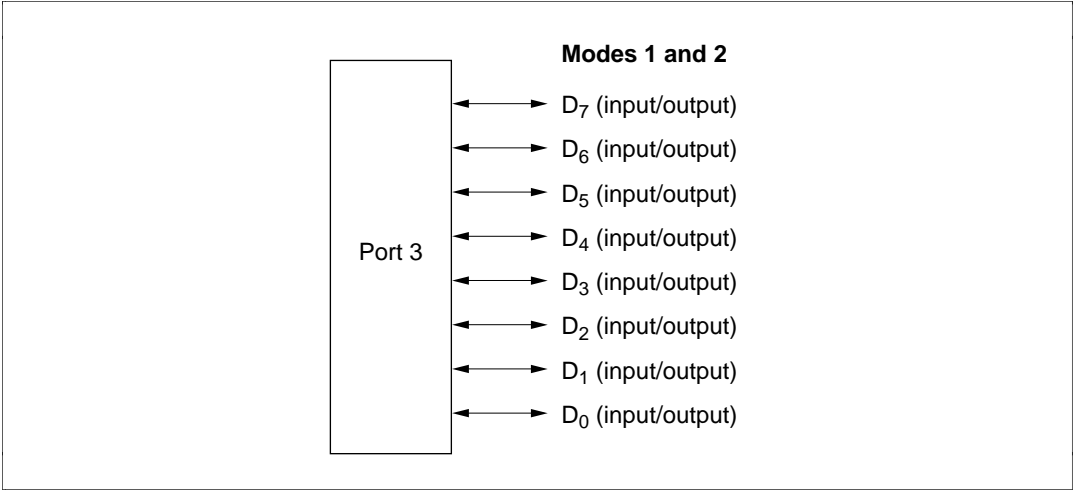 Modes 1 and 2
D7 (input/output)
D6 (input/output)
D5 (input/output)
D4 (input/output)
Port 3
D3 (input/output)
D2 (input/output)
D1 (input/output)
D0 (input/output)